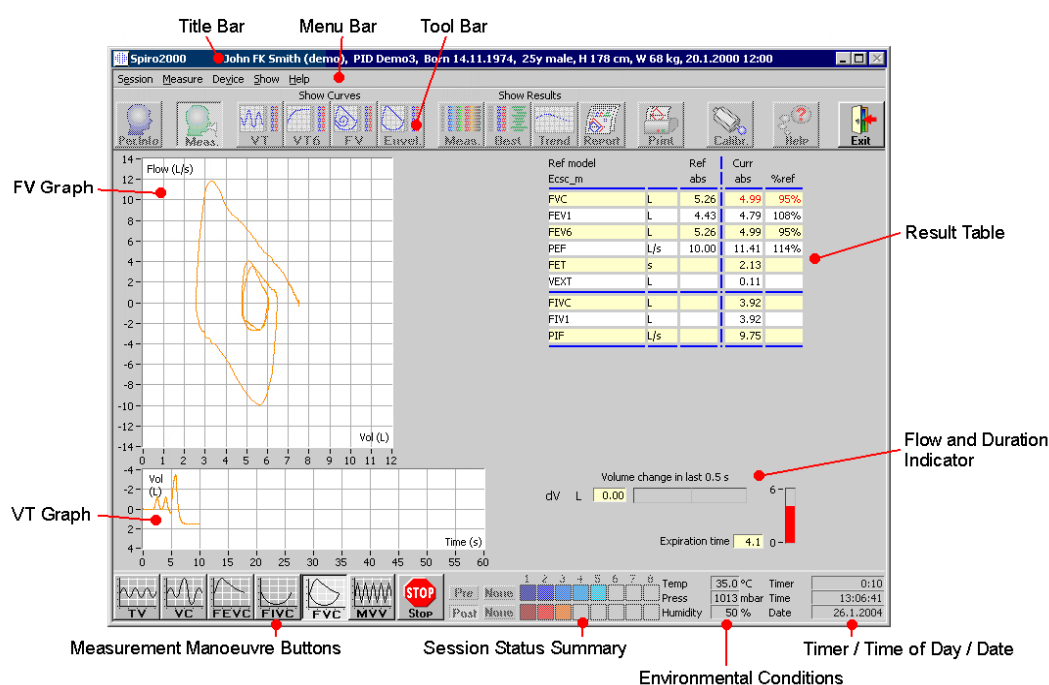 Title Bar Menu Bar Tool Bar
Spiro2000 John FK Smith (demo), PID Demo3, Born 14.11.1974, 25y male, H 178 cm, W 68 kg, 20.1.2000 12:00
Session Measure Device Show Help
Show Curves Show Results
Per.Info Meas. VT VT6 F V Envel. Meas. Best Trend Report Print Calibr. Help Exit
FV Graph
Flow (L/s)
14
12
10
8
6
4
2
0
-2
-4
-6
-8
-10
-12
-14
Vol (L)
0 1 2 3 4 5 6 7 8 9 10 11 12
Ref model Ref Curr
Ecsc_m abs abs %ref
FVC L 5.26 4.99 95%
FEV1 L 4.43 4.79 108%
FEV6 L 5.26 4.99 95%
PEF L/s 10.00 11.41 114%
FET s 2.13
VEXT L 0.11
FIVC L 3.92
FIV1 L 3.92
PIF L/s 9.75
Result Table
VT Graph
Vol
(L)
-4
-2
0
2
4
Time (s)
0 5 10 15 20 25 30 35 40 45 50 55 60
Flow and Duration
Indicator
Volume change in last 0.5 s
dV L 0.00
6
0
Expiration time 4.1
TV VC FEVC FIVC FVC MVV STOP Stop
1 2 3 4 5 6 7 8
Pre None
Post None
Temp 35.0 °C Timer 0:10
Press 1013 mbar Time 13:06:41
Humidity 50 % Date 26.1.2004
Measurement Manoeuvre Buttons Session Status Summary Timer / Time of Day / Date
Environmental Conditions